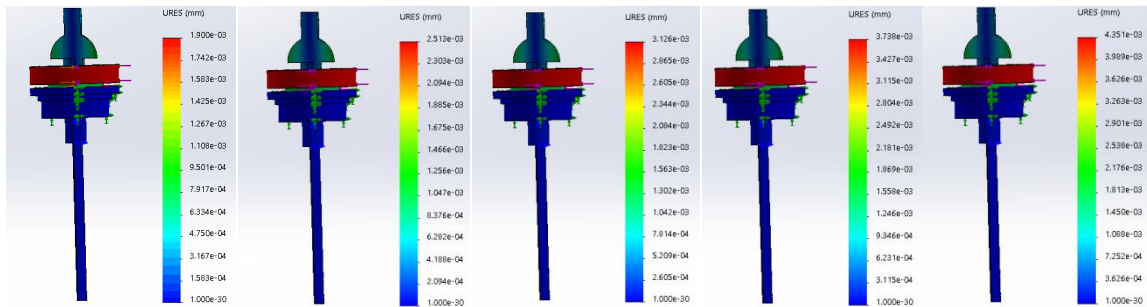 URES (mm)
1.900e-03
1.742e-03
1.583e-03
1.425e-03
1.267e-03
1.108e-03
9.501e-04
7.917e-04
6.334e-04
4.750e-04
3.167e-04
1.583e-04
1.000e-30
URES (mm)
2.513e-03
2.303e-03
2.094e-03
1.885e-03
1.675e-03
1.466e-03
1.256e-03
1.047e-03
8.376e-04
6.282e-04
4.188e-04
2.094e-04
1.000e-30
URES (mm)
3.126e-03
2.865e-03
2.605e-03
2.344e-03
2.084e-03
1.823e-03
1.563e-03
1.302e-03
1.042e-03
7.814e-04
5.209e-04
2.605e-04
1.000e-30
URES (mm)
3.738e-03
3.427e-03
3.115e-03
2.804e-03
2.492e-03
2.181e-03
1.869e-03
1.558e-03
1.246e-03
9.346e-04
6.231e-04
3.115e-04
1.000e-30
URES (mm)
4.351e-03
3.989e-03
3.626e-03
3.263e-03
2.901e-03
2.538e-03
2.176e-03
1.813e-03
1.450e-03
1.088e-03
7.252e-04
3.626e-04
1.000e-30